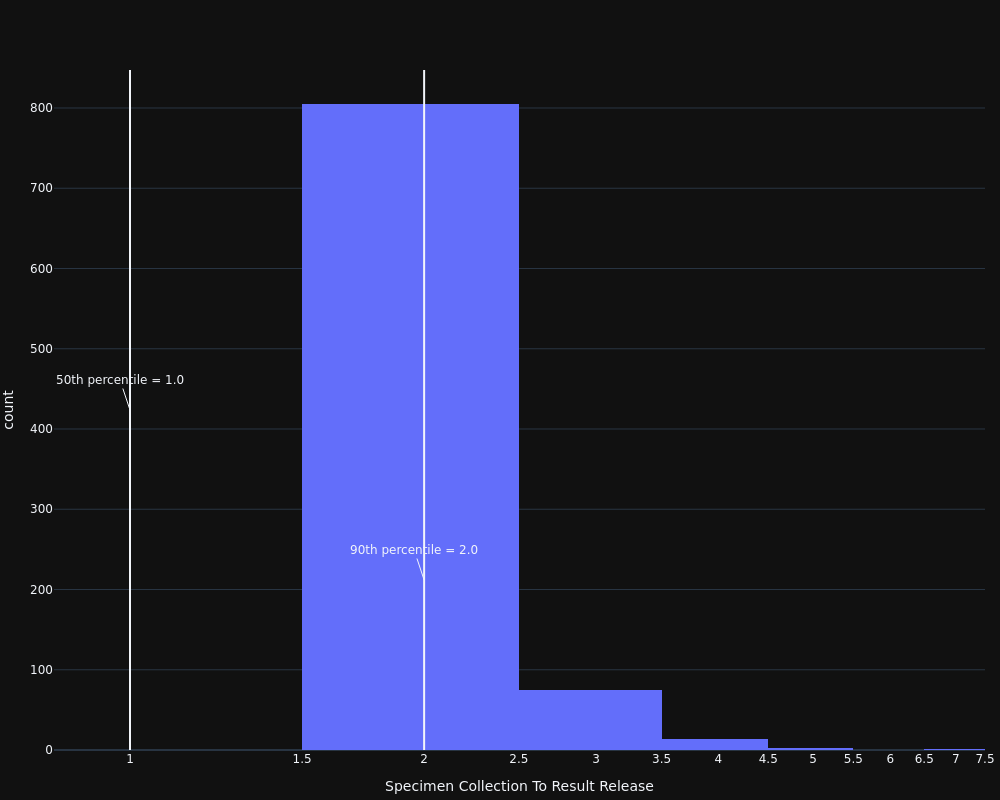 800
700
600
500
400
300
200
100
0
count
50th percentile = 1.0
90th percentile = 2.0
1 1.5 2 2.5 3 3.5 4 4.5 5 5.5 6 6.5 7 7.5
Specimen Collection To Result Release